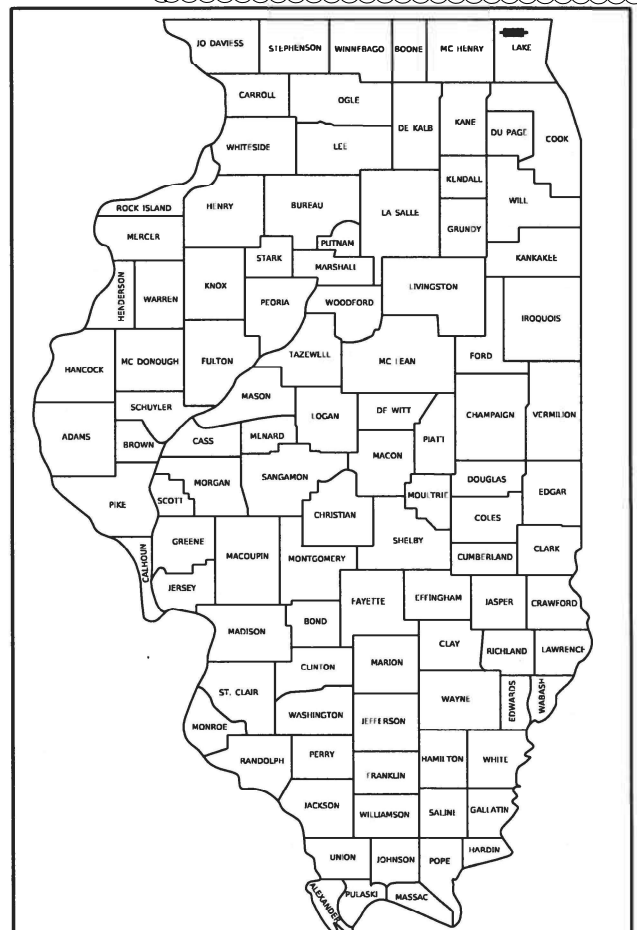 JO DAVIESS
STEPHENSON
WINNEBAGO
BOONE
MC HENRY
LAKE
CARROLL
OGLE
DE KALB
KANE
DU PAGE
COOK
WHITESIDE
LEE
KENDALL
WILL
ROCK ISLAND
HENRY
BUREAU
LA SALLE
GRUNDY
MERCER
PUTNAM
KANKAKEE
STARK
MARSHALL
HENDERSON
WARREN
KNOX
PEORIA
WOODFORD
LIVINGSTON
IROQUOIS
HANCOCK
MC DONOUGH
FULTON
TAZEWELL
MC LEAN
FORD
MASON
SCHUYLER
LOGAN
DE WITT
CHAMPAIGN
VERMILION
ADAMS
BROWN
CASS
MENARD
PIATT
MACON
PIKE
SCOTT
MORGAN
SANGAMON
MOULTRIE
DOUGLAS
EDGAR
CHRISTIAN
COLES
CALHOUN
GREENE
MACOUPIN
MONTGOMERY
SHELBY
CUMBERLAND
CLARK
JERSEY
FAYETTE
EFFINGHAM
JASPER
CRAWFORD
MADISON
BOND
CLAY
RICHLAND
LAWRENCE
CLINTON
MARION
ST. CLAIR
WAYNE
EDWARDS
WABASH
MONROE
WASHINGTON
JEFFERSON
RANDOLPH
PERRY
HAMILTON
WHITE
FRANKLIN
JACKSON
WILLIAMSON
SALINE
GALLATIN
UNION
JOHNSON
POPE
HARDIN
ALEXANDER
PULASKI
MASSAC